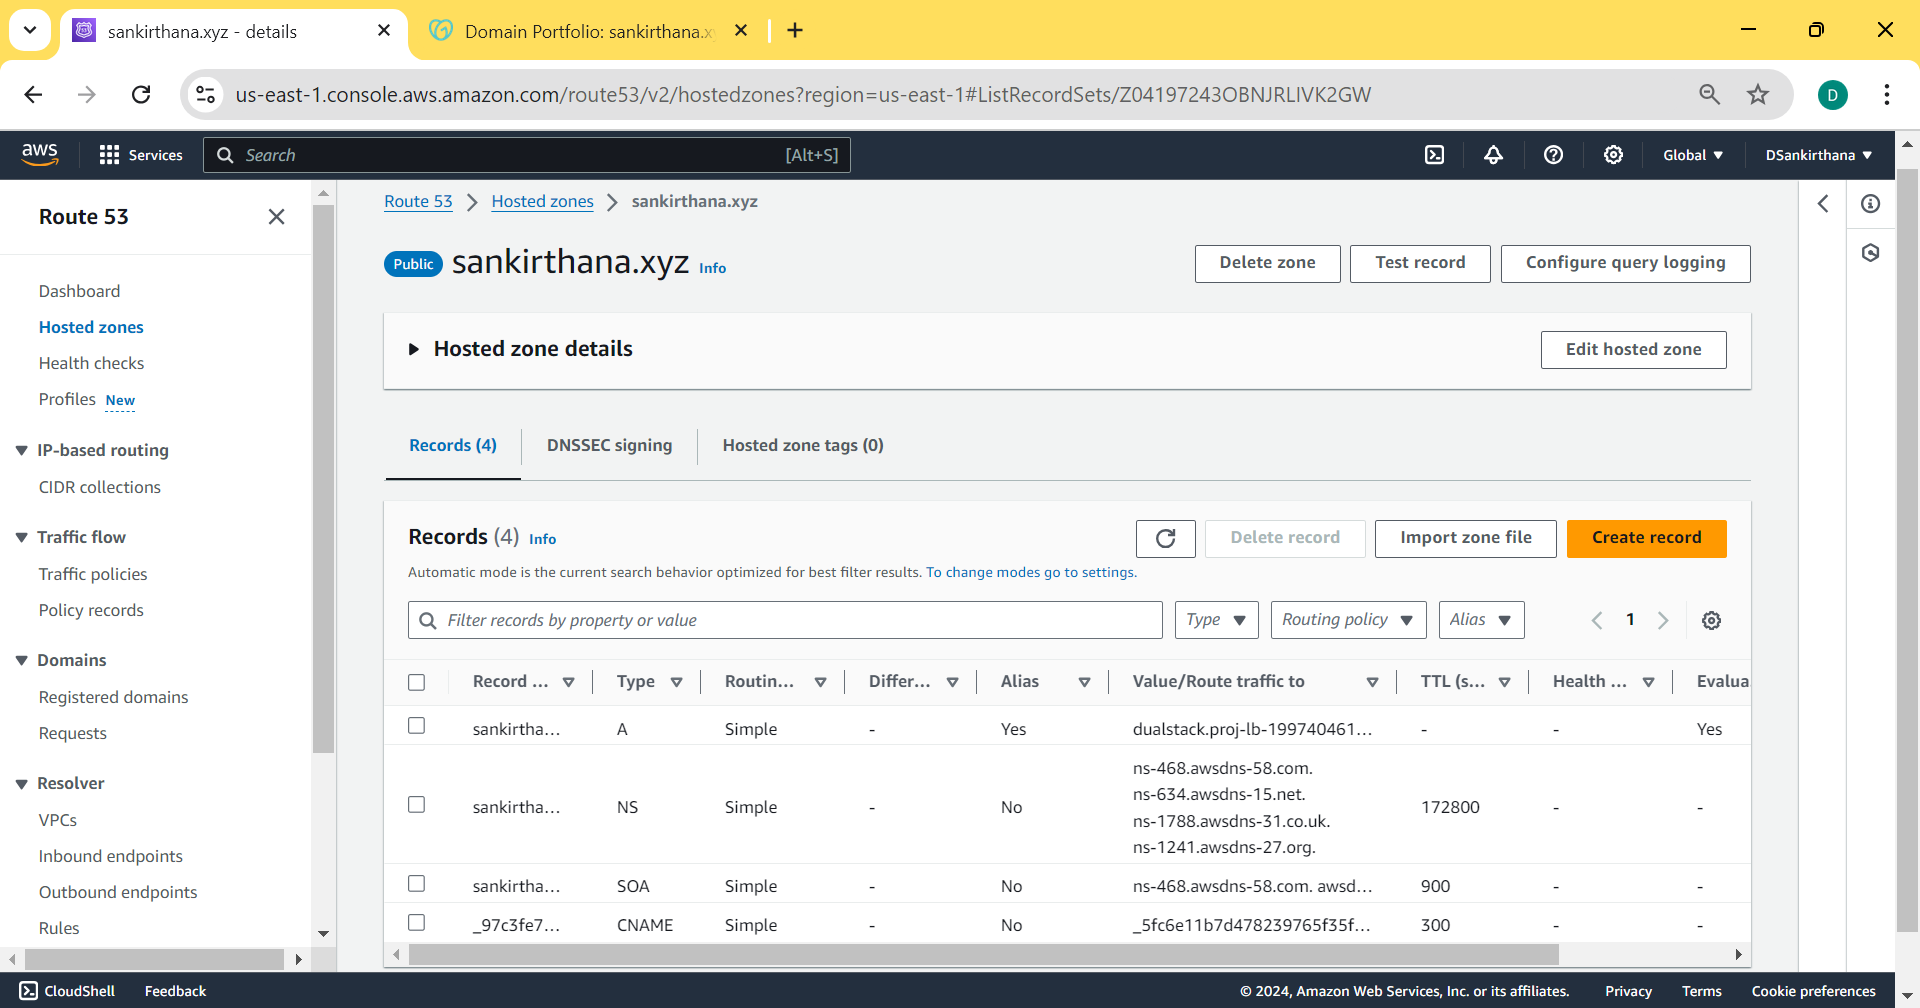 sankirthana.xyz - details
Domain Portfolio: sankirthana.x
us-east-1.console.aws.amazon.com/route53/v2/hostedzones?region=us-east-1#ListRecordSets/Z04197243OBNJRLIVK2GW
D
aws
Services
Search
[Alt+S]
Global
DSankirthana
Route 53
Dashboard
Hosted zones
Health checks
Profiles New
IP-based routing
CIDR collections
Traffic flow
Traffic policies
Policy records
Domains
Registered domains
Requests
Resolver
VPCs
Inbound endpoints
Outbound endpoints
Rules
Route 53 > Hosted zones > sankirthana.xyz
Public sankirthana.xyz Info
Delete zone
Test record
Configure query logging
Hosted zone details
Edit hosted zone
Records (4)
DNSSEC signing
Hosted zone tags (0)
Records (4) Info
Delete record
Import zone file
Create record
Automatic mode is the current search behavior optimized for best filter results. To change modes go to settings.
Filter records by property or value
Type
Routing policy
Alias
1
Record ... Type Routin... Differ... Alias Value/Route traffic to TTL (s... Health ... Evalua
sankirtha... A Simple - Yes dualstack.proj-lb-199740461... - - Yes
ns-468.awsdns-58.com.
ns-634.awsdns-15.net.
sankirtha... NS Simple - No 172800 - -
ns-1788.awsdns-31.co.uk.
ns-1241.awsdns-27.org.
sankirtha... SOA Simple - No ns-468.awsdns-58.com. awsd... 900 - -
_97c3fe7... CNAME Simple - No _5fc6e11b7d478239765f35f... 300 - -
CloudShell
Feedback
© 2024, Amazon Web Services, Inc. or its affiliates.
Privacy
Terms
Cookie preferences